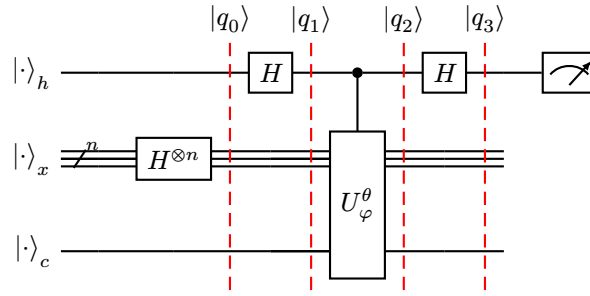 |q₀⟩ |q₁⟩ |q₂⟩ |q₃⟩
|·⟩ₕ H H
|·⟩ₓ n H^{⊗n}
U_φ^θ
|·⟩_c